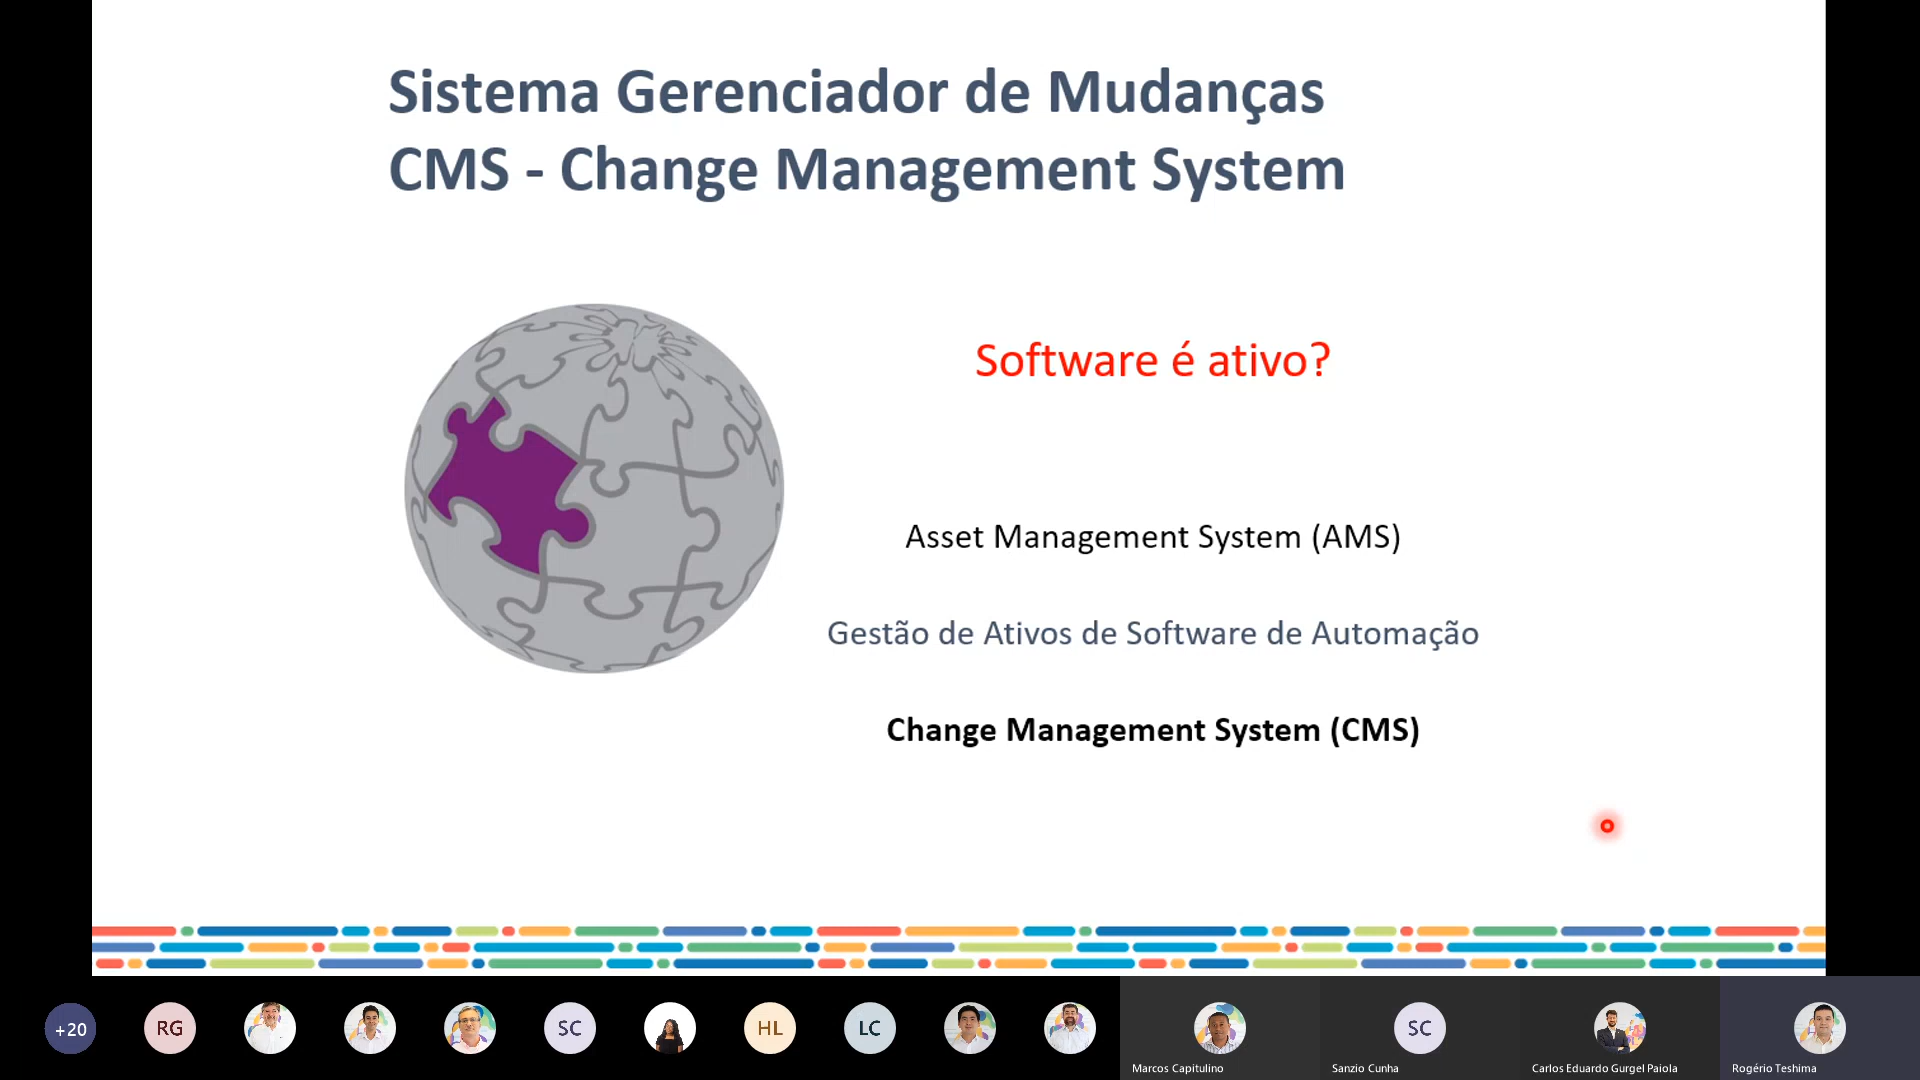 Sistema Gerenciador de Mudanças
CMS - Change Management System
Software é ativo?
Asset Management System (AMS)
Gestão de Ativos de Software de Automação
Change Management System (CMS)
+20
RG
SC
HL
LC
SC
Marcos Capitulino
Sanzio Cunha
Carlos Eduardo Gurgel Paiola
Rogério Teshima